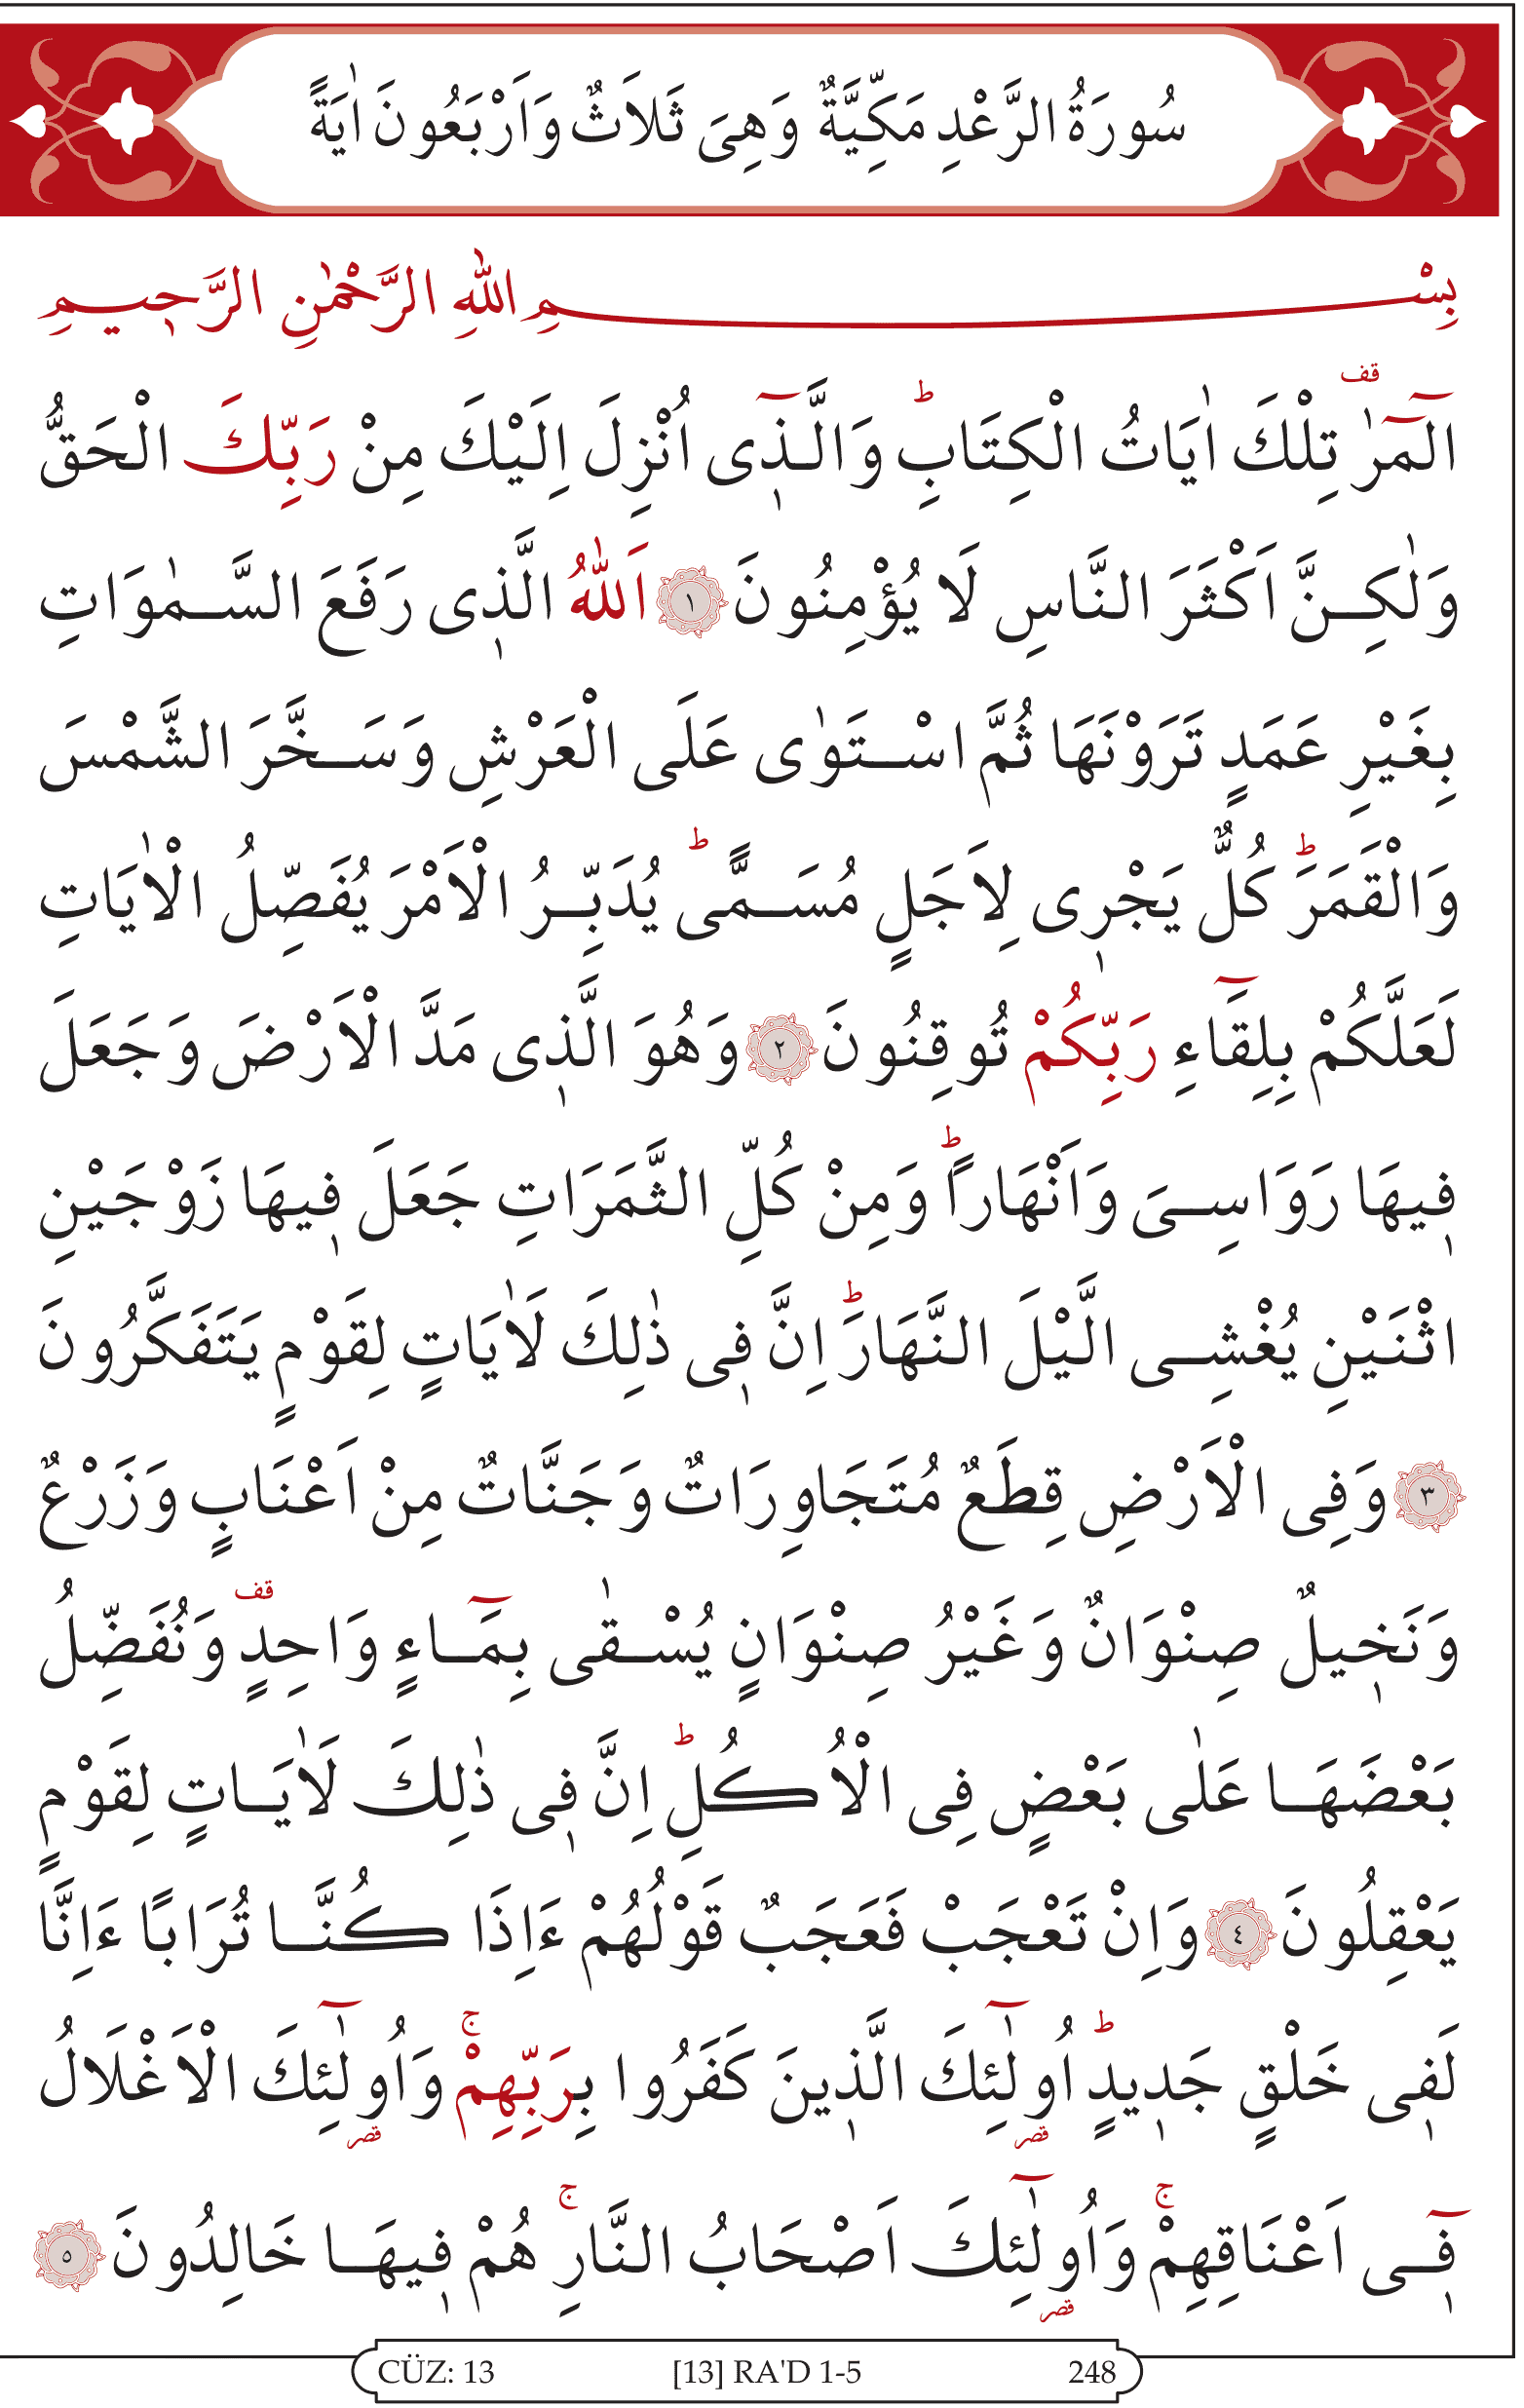 سُورَةُ الرَّعْدِ مَكِّيَّةٌ وَهِىَ ثَلَاثٌ وَاَرْبَعُونَ اٰيَةً
بِسْمِ اللّٰهِ الرَّحْمٰنِ الرَّح۪يمِ
الٓمٓرٰ۠ قف تِلْكَ اٰيَاتُ الْكِتَابِۜ وَالَّذ۪ٓى اُنْزِلَ اِلَيْكَ مِنْ رَبِّكَ الْحَقُّ
وَلٰكِنَّ اَكْثَرَ النَّاسِ لَا يُؤْمِنُونَ ١ اَللّٰهُ الَّذ۪ى رَفَعَ السَّمٰوَاتِ
بِغَيْرِ عَمَدٍ تَرَوْنَهَا ثُمَّ اسْتَوٰى عَلَى الْعَرْشِ وَسَخَّرَ الشَّمْسَ
وَالْقَمَرَۜ كُلٌّ يَجْر۪ى لِاَجَلٍ مُسَمًّىۜ يُدَبِّرُ الْاَمْرَ يُفَصِّلُ الْاٰيَاتِ
لَعَلَّكُمْ بِلِقَٓاءِ رَبِّكُمْ تُوقِنُونَ ٢ وَهُوَ الَّذ۪ى مَدَّ الْاَرْضَ وَجَعَلَ
ف۪يهَا رَوَاسِىَ وَاَنْهَاراًۜ وَمِنْ كُلِّ الثَّمَرَاتِ جَعَلَ ف۪يهَا زَوْجَيْنِ
اثْنَيْنِ يُغْشِى الَّيْلَ النَّهَارَۜ اِنَّ ف۪ى ذٰلِكَ لَاٰيَاتٍ لِقَوْمٍ يَتَفَكَّرُونَ
٣ وَفِى الْاَرْضِ قِطَعٌ مُتَجَاوِرَاتٌ وَجَنَّاتٌ مِنْ اَعْنَابٍ وَزَرْعٌ
وَنَخ۪يلٌ صِنْوَانٌ وَغَيْرُ صِنْوَانٍ يُسْقٰى بِمَٓاءٍ وَاحِدٍ قف وَنُفَضِّلُ
بَعْضَهَا عَلٰى بَعْضٍ فِى الْاُكُلِۜ اِنَّ ف۪ى ذٰلِكَ لَاٰيَاتٍ لِقَوْمٍ
يَعْقِلُونَ ٤ وَاِنْ تَعْجَبْ فَعَجَبٌ قَوْلُهُمْ ءَاِذَا كُنَّا تُرَابًا ءَاِنَّا
لَف۪ى خَلْقٍ جَد۪يدٍۜ اُو۬لٰٓئِكَ الَّذ۪ينَ كَفَرُوا بِرَبِّهِمْۚ وَاُو۬لٰٓئِكَ الْاَغْلَالُ
ف۪ٓى اَعْنَاقِهِمْۚ وَاُو۬لٰٓئِكَ اَصْحَابُ النَّارِۚ هُمْ ف۪يهَا خَالِدُونَ ٥
CÜZ: 13 [13] RA'D 1-5 248